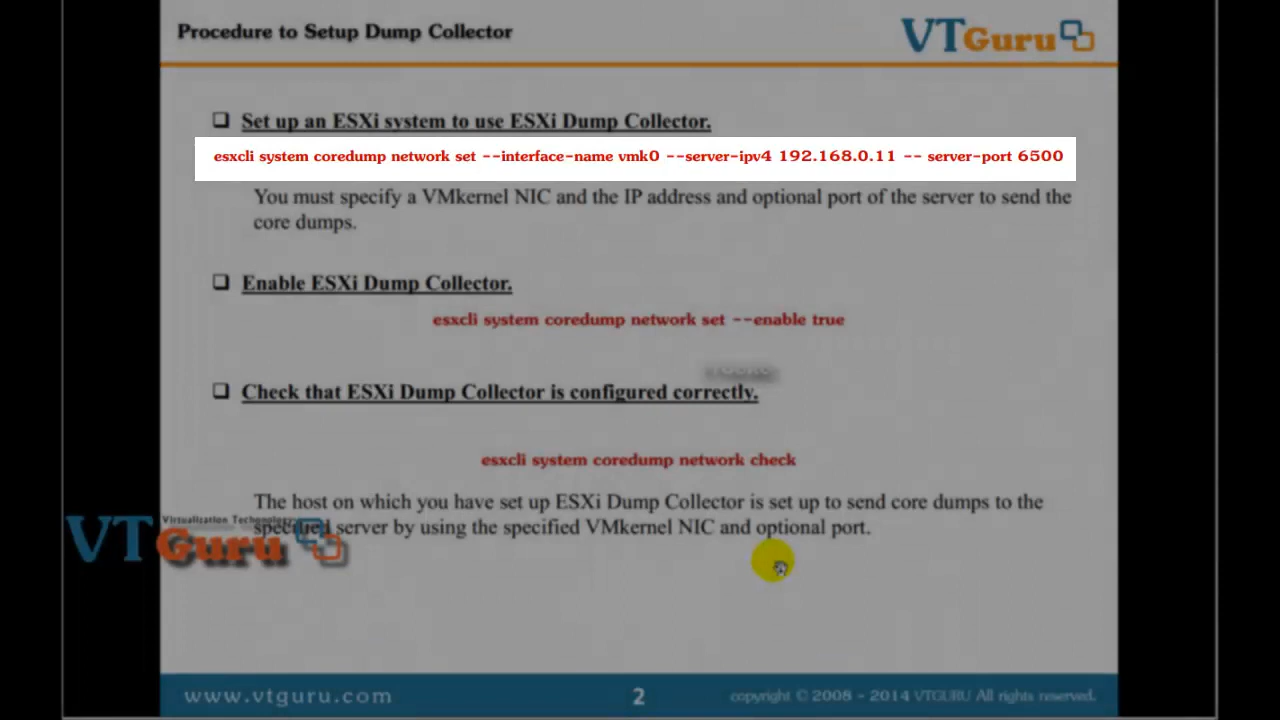 Procedure to Setup Dump Collector
VTGuru
Set up an ESXi system to use ESXi Dump Collector.
esxcli system coredump network set --interface-name vmk0 --server-ipv4 192.168.0.11 -- server-port 6500
You must specify a VMkernel NIC and the IP address and optional port of the server to send the
core dumps.
Enable ESXi Dump Collector.
esxcli system coredump network set --enable true
Check that ESXi Dump Collector is configured correctly.
esxcli system coredump network check
The host on which you have set up ESXi Dump Collector is set up to send core dumps to the
specified server by using the specified VMkernel NIC and optional port.
Virtualization Technology
VTGuru
www.vtguru.com
2
copyright © 2008 - 2014 VTGURU All rights reserved.